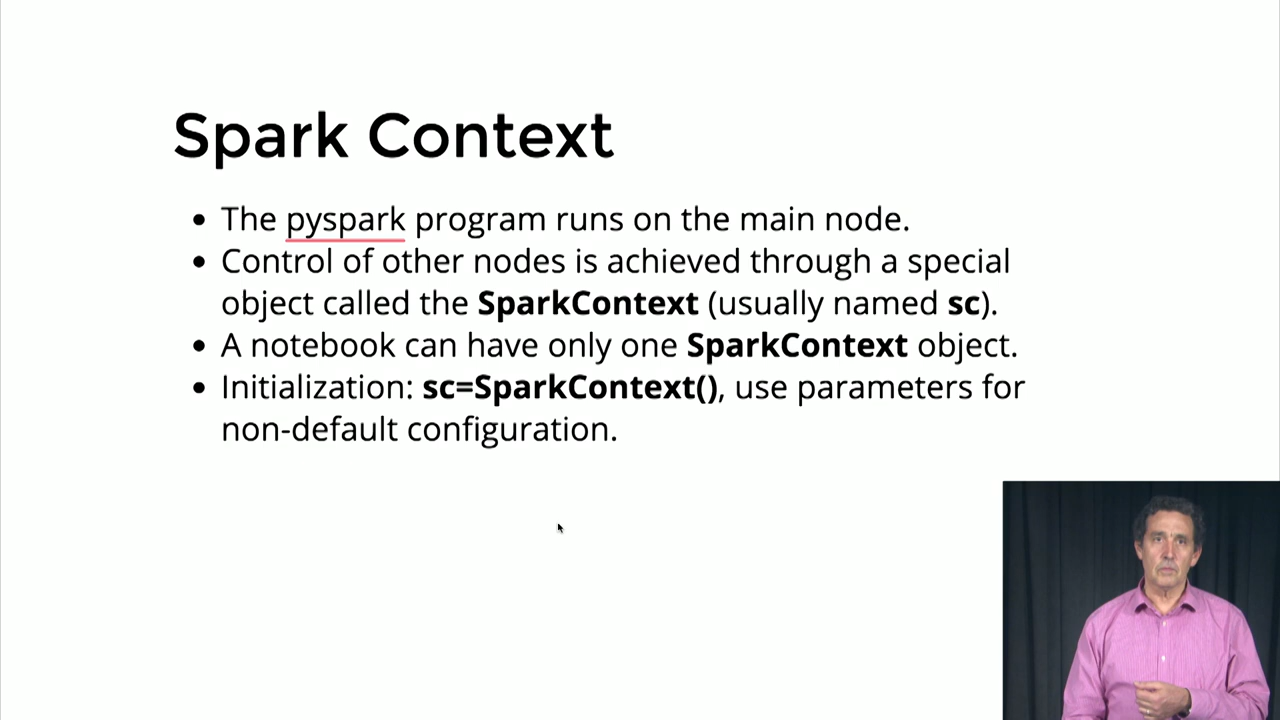 Spark Context
• The pyspark program runs on the main node.
• Control of other nodes is achieved through a special
object called the SparkContext (usually named sc).
• A notebook can have only one SparkContext object.
• Initialization: sc=SparkContext(), use parameters for
non-default configuration.